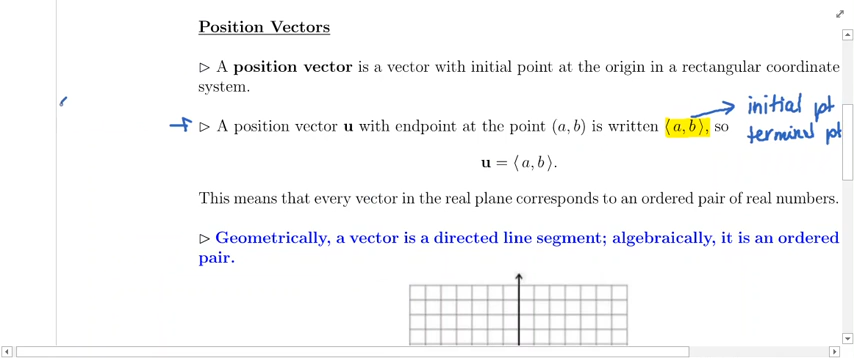 Position Vectors
▷ A position vector is a vector with initial point at the origin in a rectangular coordinate
system.
initial pt
▷ A position vector u with endpoint at the point (a, b) is written ⟨a, b⟩, so
terminal pt
u = ⟨a, b⟩.
This means that every vector in the real plane corresponds to an ordered pair of real numbers.
▷ Geometrically, a vector is a directed line segment; algebraically, it is an ordered
pair.